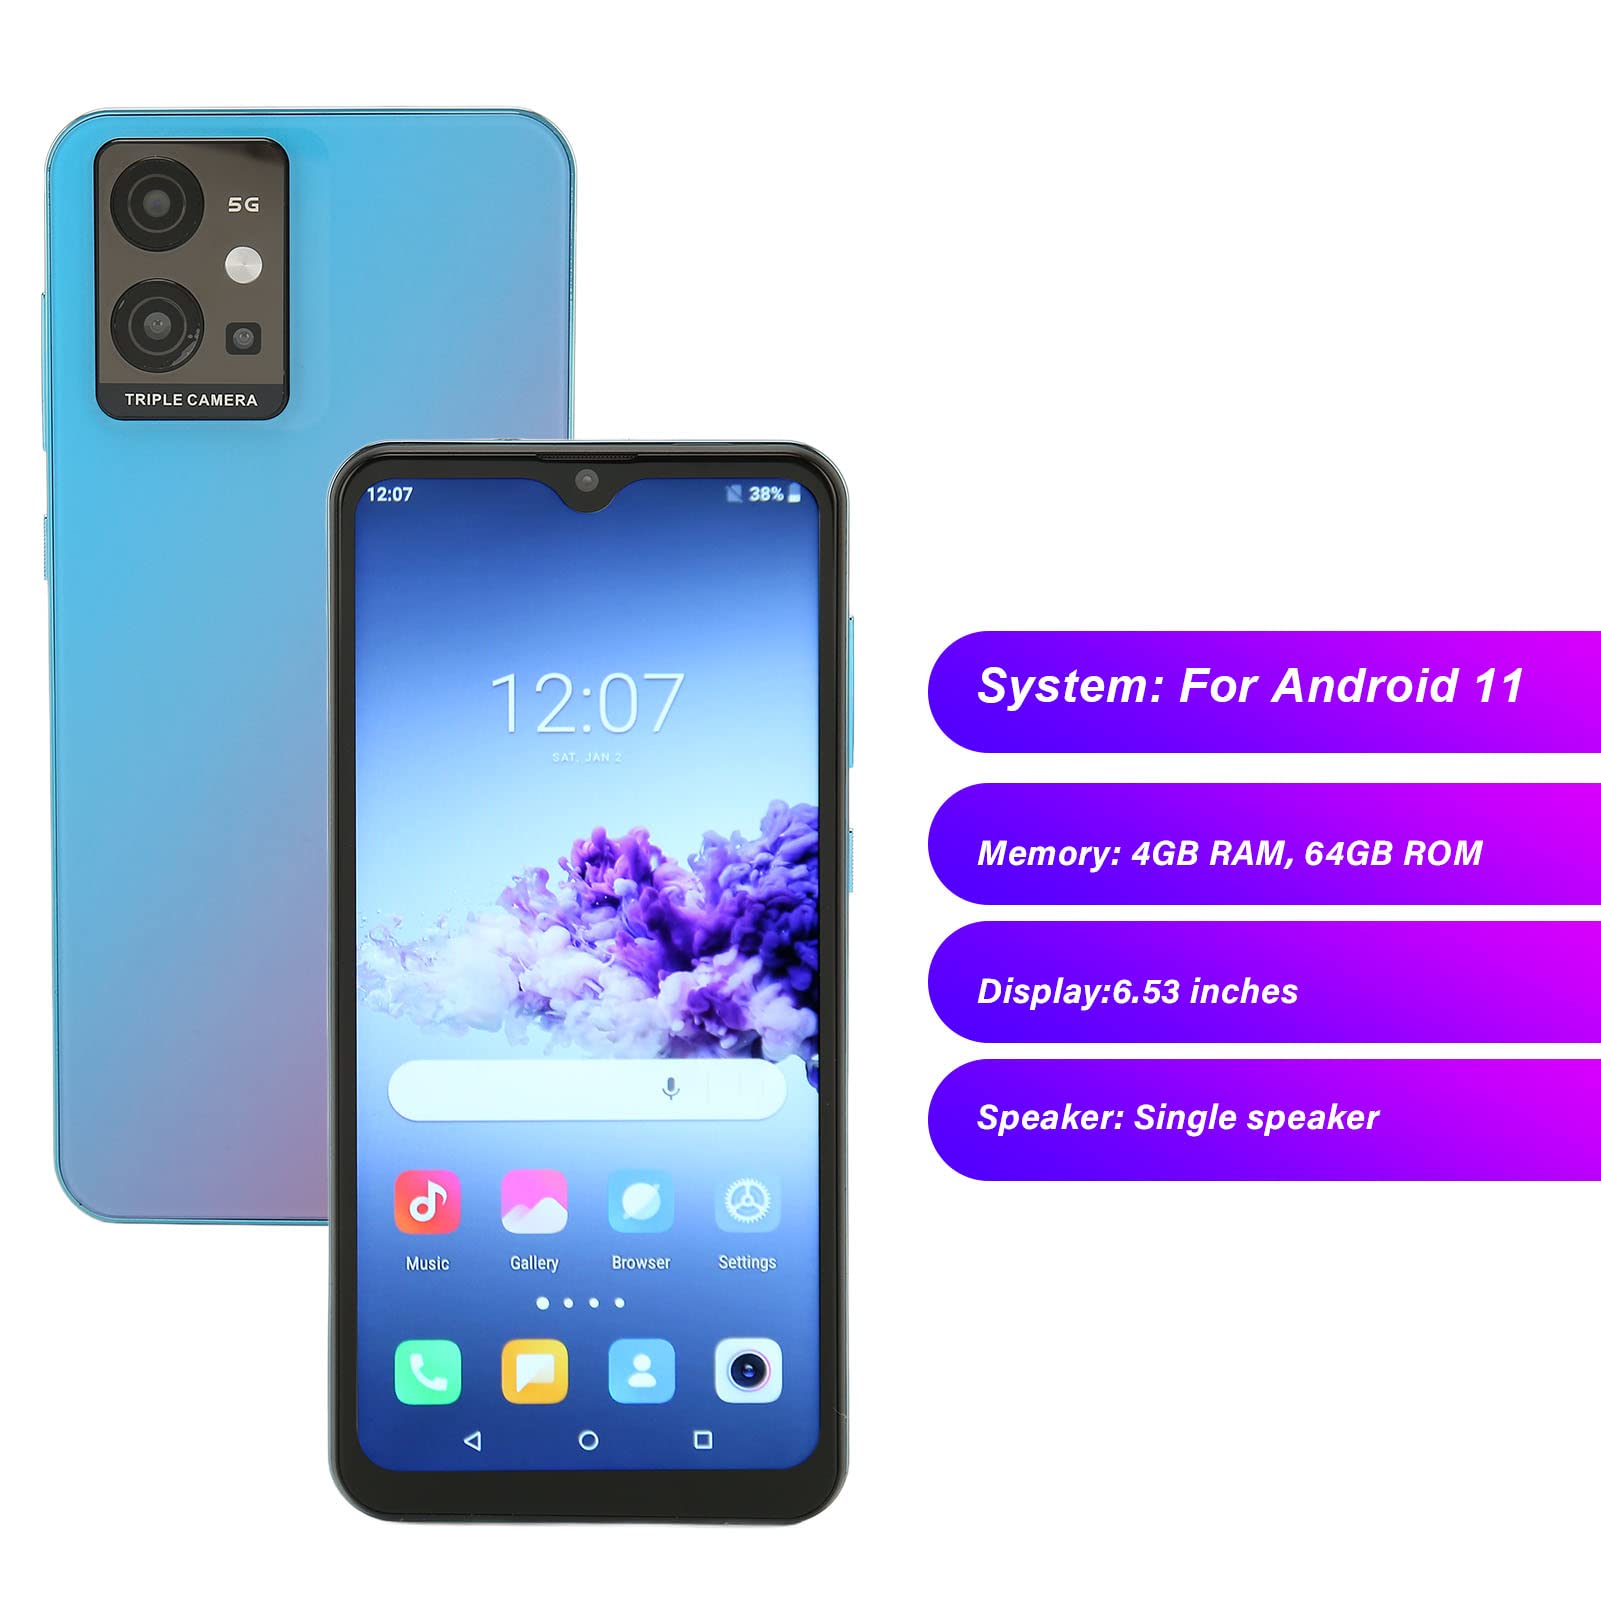 5G
TRIPLE CAMERA
12:07
38%
12:07
SAT, JAN 2
Music
Gallery
Browser
Settings
System: For Android 11
Memory: 4GB RAM, 64GB ROM
Display:6.53 inches
Speaker: Single speaker